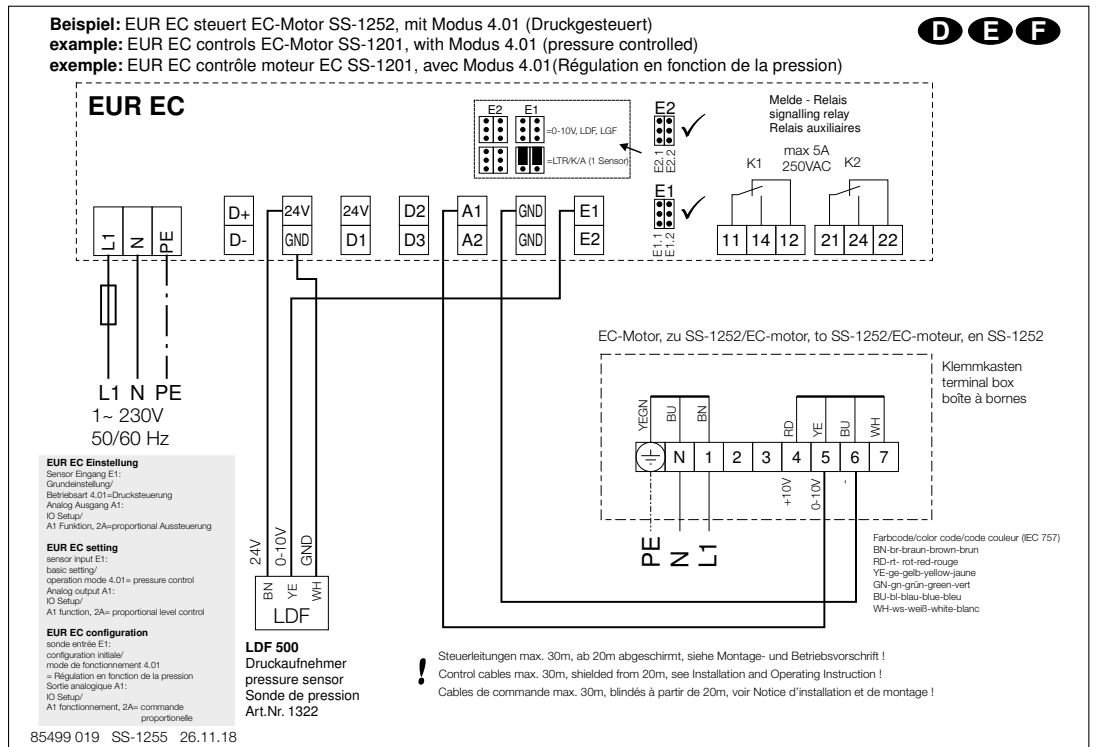 Beispiel: EUR EC steuert EC-Motor SS-1252, mit Modus 4.01 (Druckgesteuert)
example: EUR EC controls EC-Motor SS-1201, with Modus 4.01 (pressure controlled)
exemple: EUR EC contrôle moteur EC SS-1201, avec Modus 4.01(Régulation en fonction de la pression)
D E F
EUR EC
E2 E1
=0-10V, LDF, LGF
=LTR/K/A (1 Sensor)
E2
E2.1 E2.2
E1
E1.1 E1.2
Melde - Relais
signalling relay
Relais auxiliaires
max 5A
250VAC
K1 K2
11 14 12 21 24 22
L1 N PE
D+ 24V 24V D2 A1 GND E1
D- GND D1 D3 A2 GND E2
L1 N PE
1~ 230V
50/60 Hz
EC-Motor, zu SS-1252/EC-motor, to SS-1252/EC-moteur, en SS-1252
Klemmkasten
terminal box
boîte à bornes
YEGN BU BN RD YE BU WH
N 1 2 3 4 5 6 7
+10V 0-10V -
PE N L1
Farbcode/color code/code couleur (IEC 757)
BN-br-braun-brown-brun
RD-rt- rot-red-rouge
YE-ge-gelb-yellow-jaune
GN-gn-grün-green-vert
BU-bl-blau-blue-bleu
WH-ws-weiß-white-blanc
EUR EC Einstellung
Sensor Eingang E1:
Grundeinstellung/
Betriebsart 4.01=Drucksteuerung
Analog Ausgang A1:
IO Setup/
A1 Funktion, 2A=proportional Aussteuerung
EUR EC setting
sensor input E1:
basic setting/
operation mode 4.01= pressure control
Analog output A1:
IO Setup/
A1 function, 2A= proportional level control
EUR EC configuration
sonde entrée E1:
configuration initiale/
mode de fonctionnement 4.01
= Régulation en fonction de la pression
Sortie analogique A1:
IO Setup/
A1 fonctionnement, 2A= commande
proportionelle
24V 0-10V GND
BN YE WH
LDF
LDF 500
Druckaufnehmer
pressure sensor
Sonde de pression
Art.Nr. 1322
! Steuerleitungen max. 30m, ab 20m abgeschirmt, siehe Montage- und Betriebsvorschrift !
Control cables max. 30m, shielded from 20m, see Installation and Operating Instruction !
Cables de commande max. 30m, blindés à partir de 20m, voir Notice d'installation et de montage !
85499 019 SS-1255 26.11.18